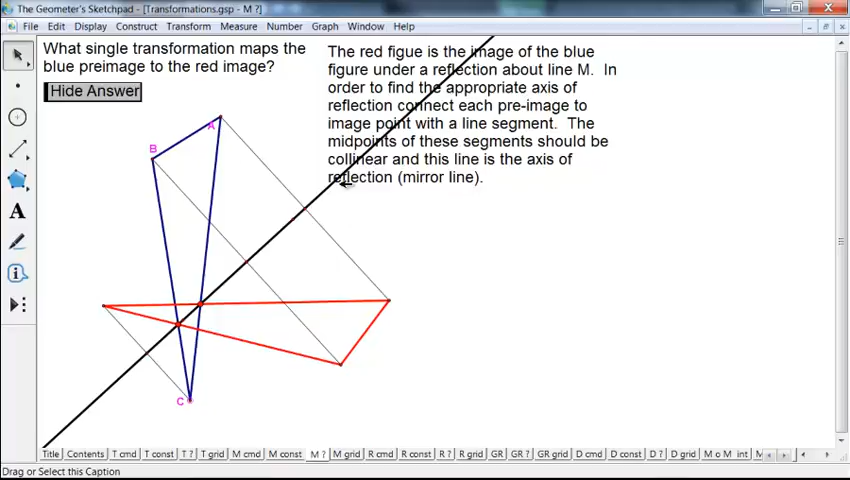 The Geometer's Sketchpad - [Transformations.gsp - M ?]
File Edit Display Construct Transform Measure Number Graph Window Help
What single transformation maps the
blue preimage to the red image?
Hide Answer
The red figue is the image of the blue
figure under a reflection about line M. In
order to find the appropriate axis of
reflection connect each pre-image to
image point with a line segment. The
midpoints of these segments should be
collinear and this line is the axis of
reflection (mirror line).
A
B
C
A
Title Contents T cmd T ? T grid M cmd M const M ? M grid R cmd R const R ? R grid GR GR ? GR grid D cmd D const D ? D grid M o M int M
Drag or Select this Caption